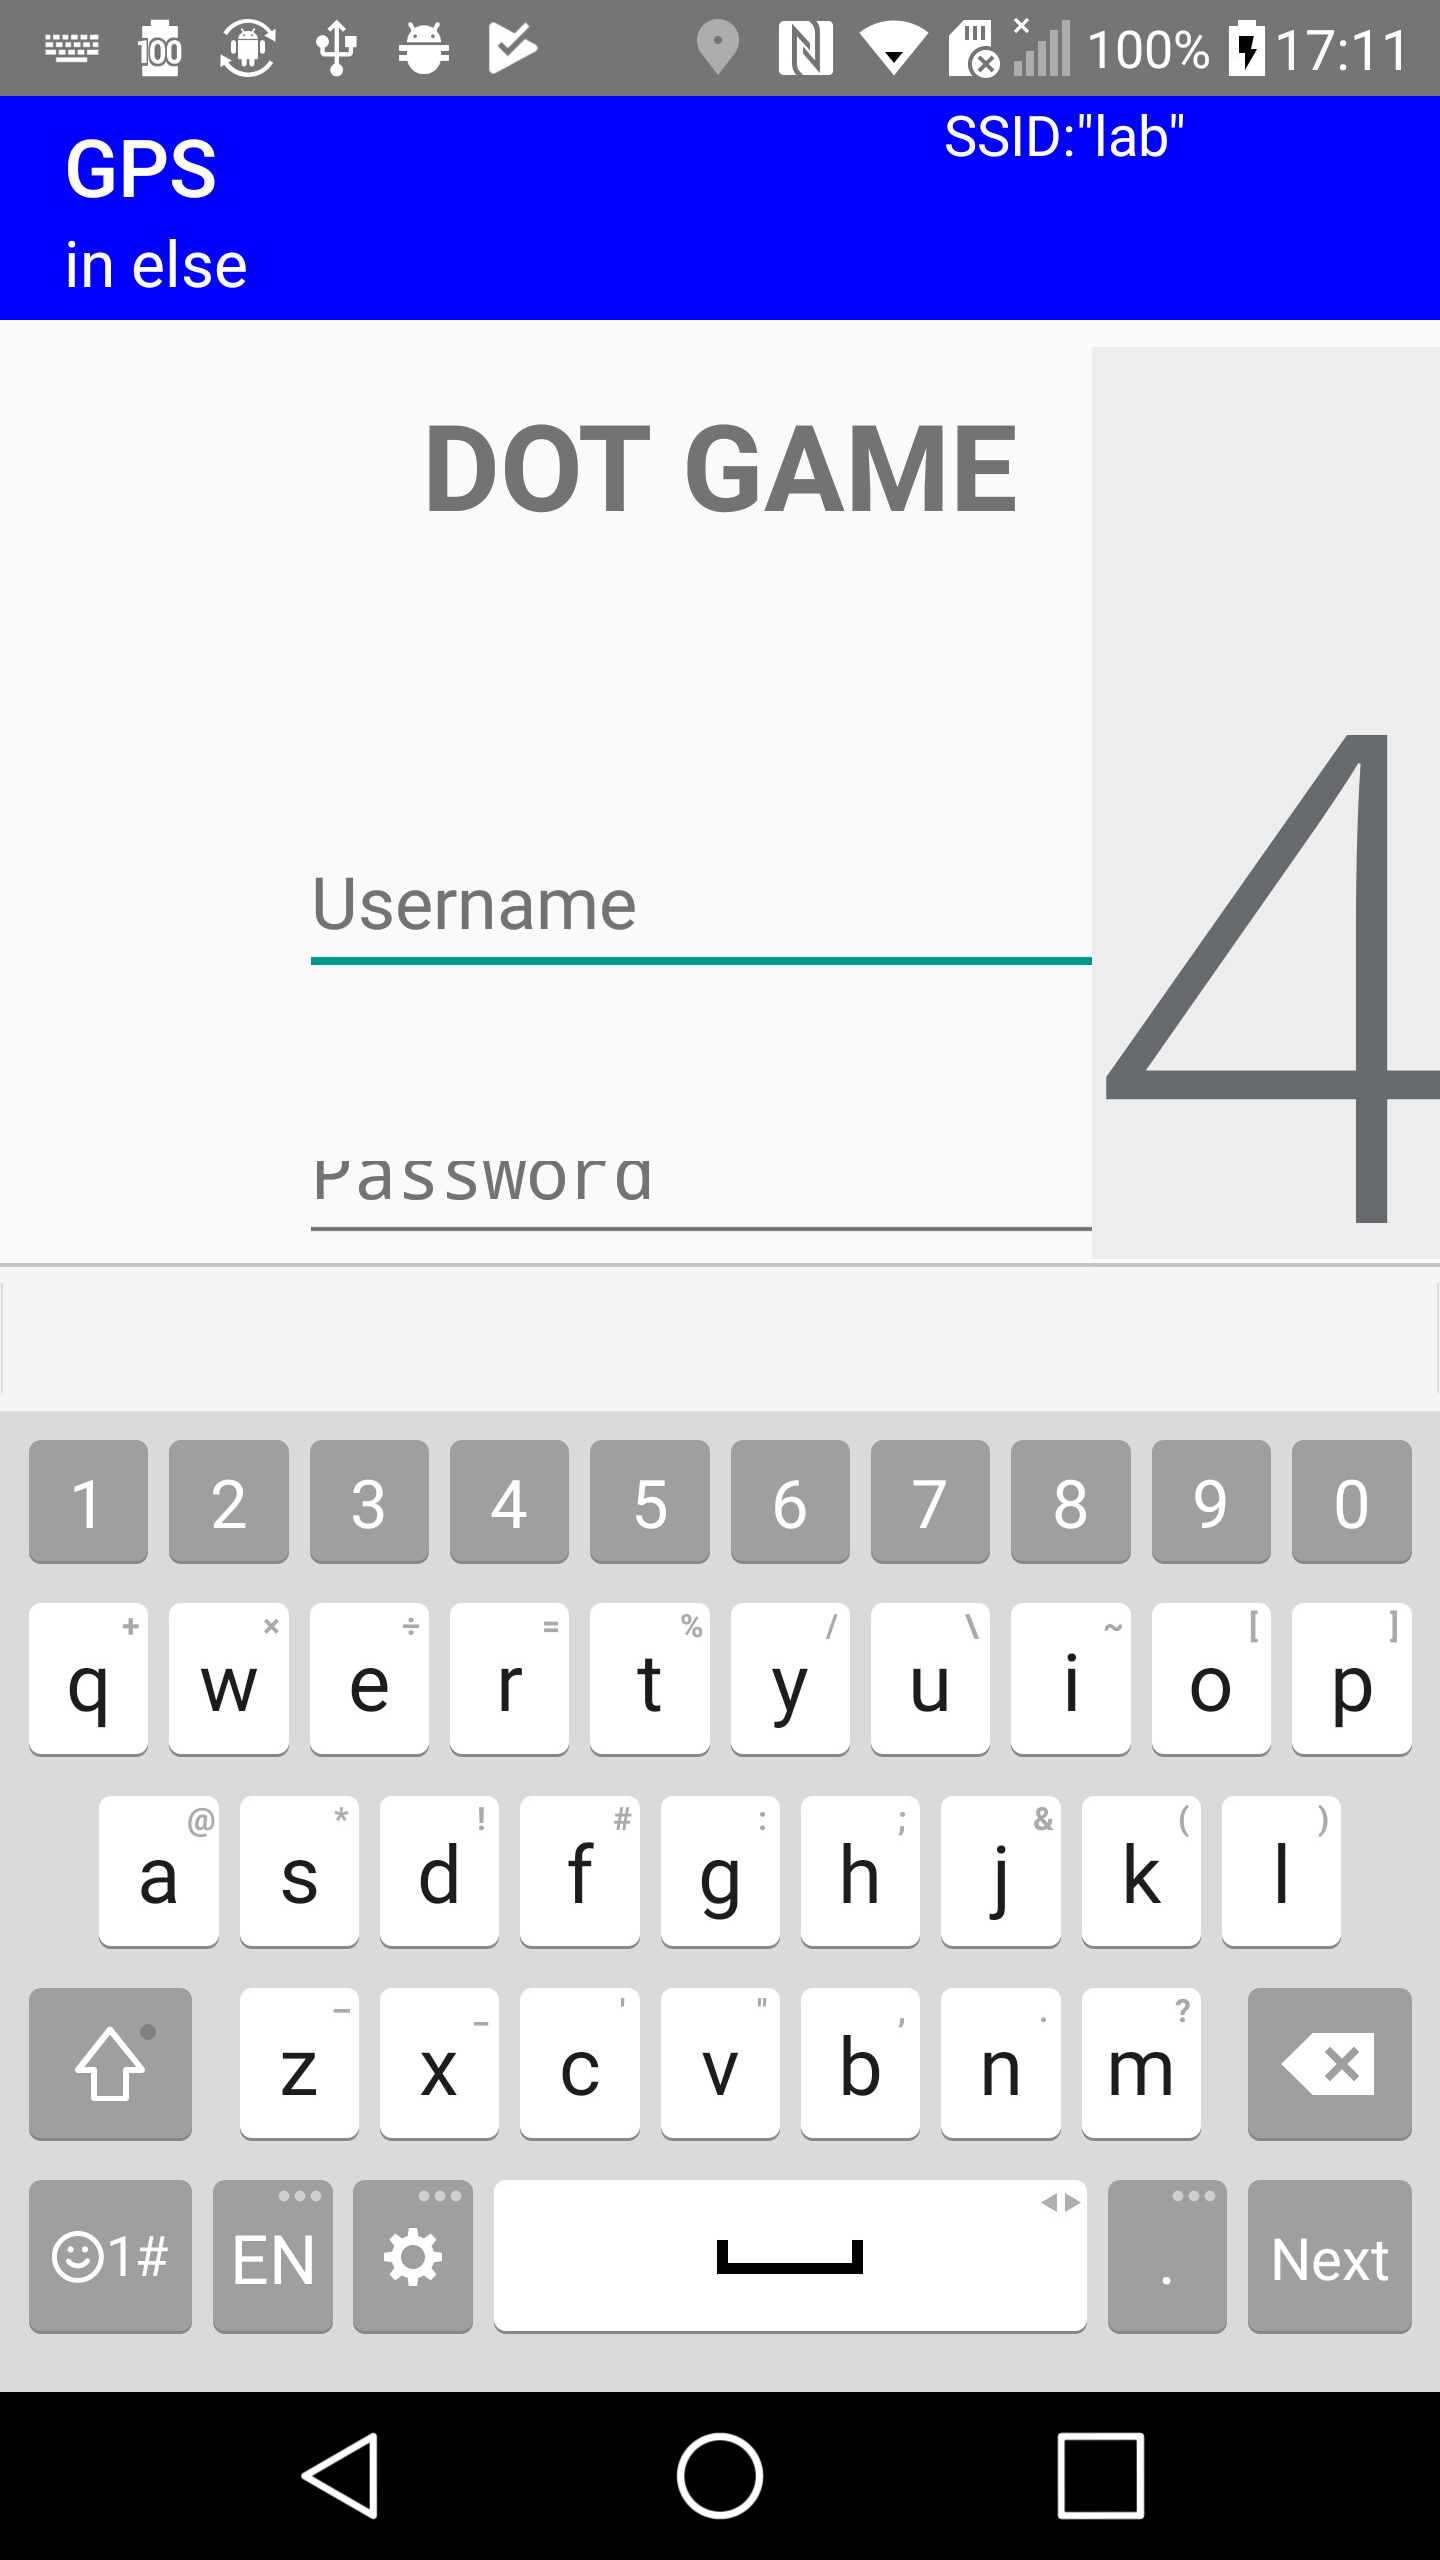 100 100% 17:11
SSID:"lab"
GPS
in else
DOT GAME
4
Username
Password
1 2 3 4 5 6 7 8 9 0
+ × ÷ = % / \ ~ [ ]
q w e r t y u i o p
@ * ! # : ; & ( )
a s d f g h j k l
– _ ' " , . ?
z x c v b n m
1# EN . Next